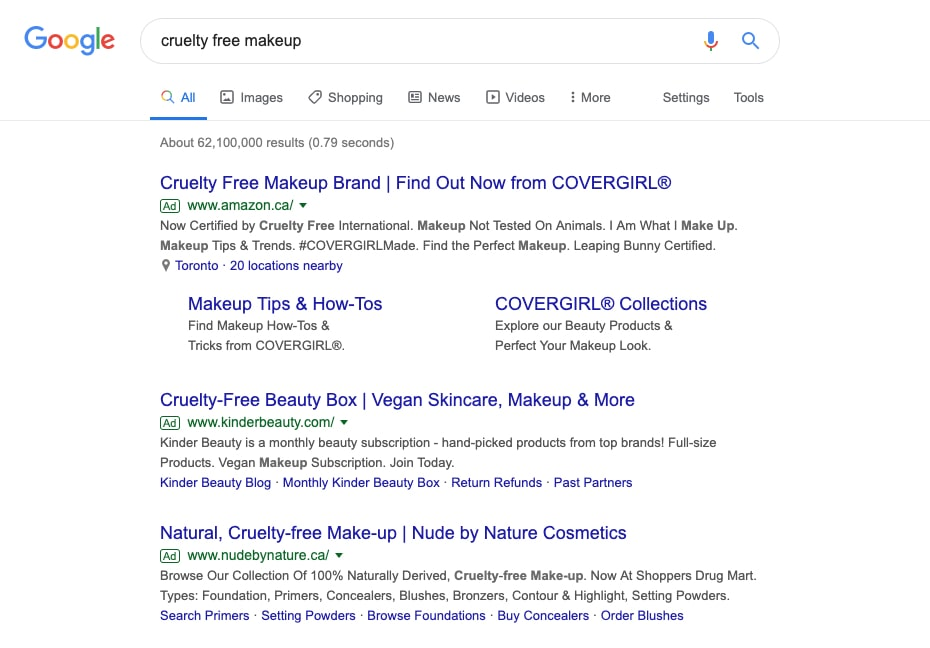 Google
cruelty free makeup
All Images Shopping News Videos More Settings Tools
About 62,100,000 results (0.79 seconds)
Cruelty Free Makeup Brand | Find Out Now from COVERGIRL®
Ad www.amazon.ca/
Now Certified by Cruelty Free International. Makeup Not Tested On Animals. I Am What I Make Up.
Makeup Tips & Trends. #COVERGIRLMade. Find the Perfect Makeup. Leaping Bunny Certified.
Toronto · 20 locations nearby
Makeup Tips & How-Tos
Find Makeup How-Tos &
Tricks from COVERGIRL®.
COVERGIRL® Collections
Explore our Beauty Products &
Perfect Your Makeup Look.
Cruelty-Free Beauty Box | Vegan Skincare, Makeup & More
Ad www.kinderbeauty.com/
Kinder Beauty is a monthly beauty subscription - hand-picked products from top brands! Full-size
Products. Vegan Makeup Subscription. Join Today.
Kinder Beauty Blog · Monthly Kinder Beauty Box · Return Refunds · Past Partners
Natural, Cruelty-free Make-up | Nude by Nature Cosmetics
Ad www.nudebynature.ca/
Browse Our Collection Of 100% Naturally Derived, Cruelty-free Make-up. Now At Shoppers Drug Mart.
Types: Foundation, Primers, Concealers, Blushes, Bronzers, Contour & Highlight, Setting Powders.
Search Primers · Setting Powders · Browse Foundations · Buy Concealers · Order Blushes